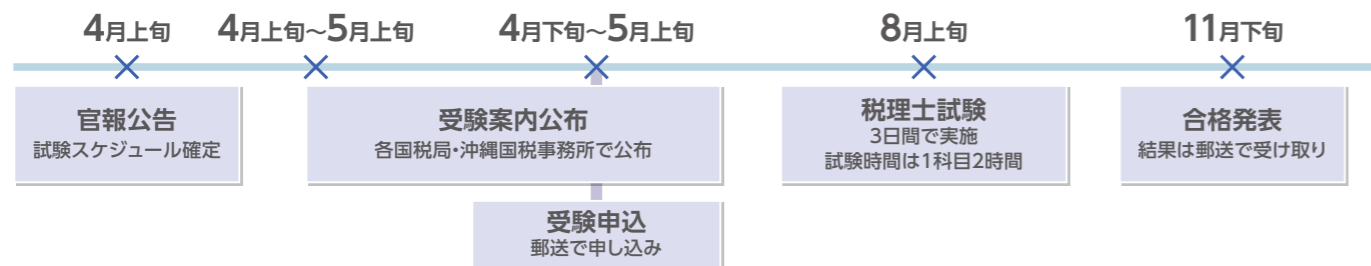 4月上旬
4月上旬〜5月上旬
4月下旬〜5月上旬
8月上旬
11月下旬
官報公告
試験スケジュール確定
受験案内公布
各国税局・沖縄国税事務所で公布
税理士試験
3日間で実施
試験時間は1科目2時間
合格発表
結果は郵送で受け取り
受験申込
郵送で申し込み